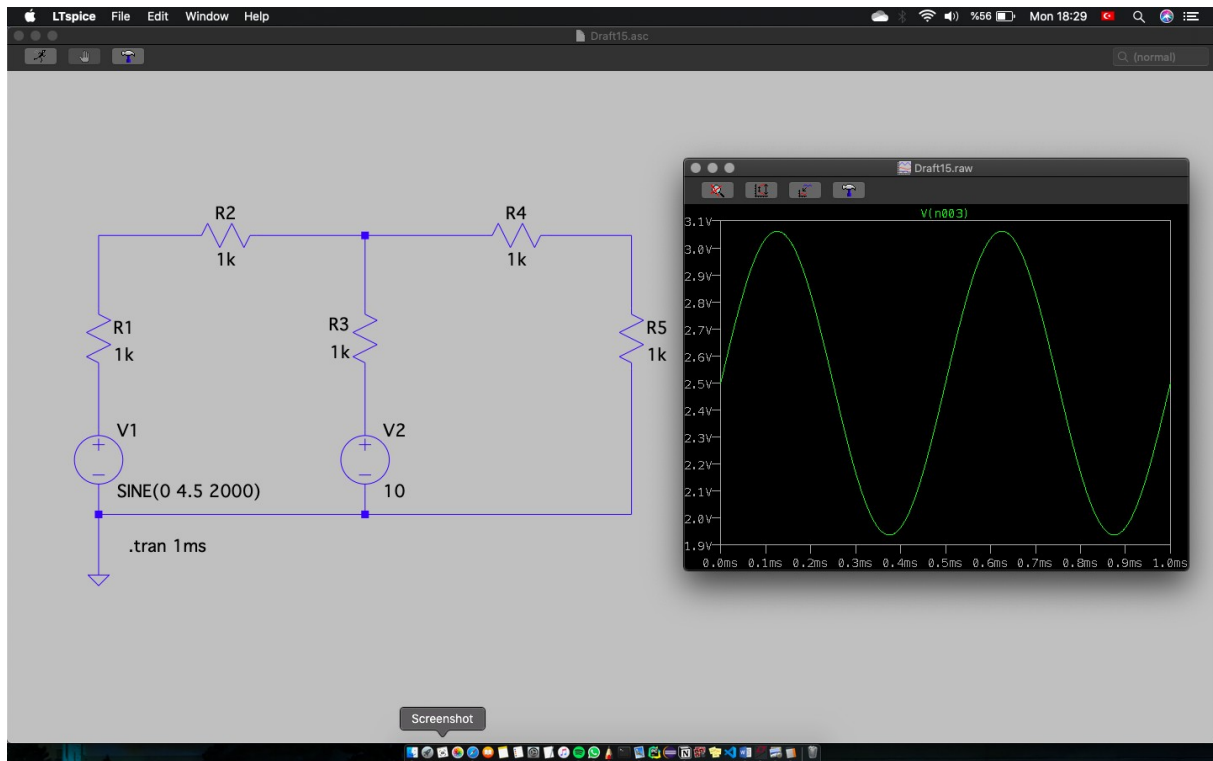 LTspice File Edit Window Help %56 Mon 18:29
Draft15.asc
(normal)
Draft15.raw
V(n003)
3.1V
3.0V
2.9V
2.8V
2.7V
2.6V
2.5V
2.4V
2.3V
2.2V
2.1V
2.0V
1.9V
0.0ms 0.1ms 0.2ms 0.3ms 0.4ms 0.5ms 0.6ms 0.7ms 0.8ms 0.9ms 1.0ms
R2
1k
R4
1k
R1
1k
R3
1k
R5
1k
V1
SINE(0 4.5 2000)
V2
10
.tran 1ms
Screenshot